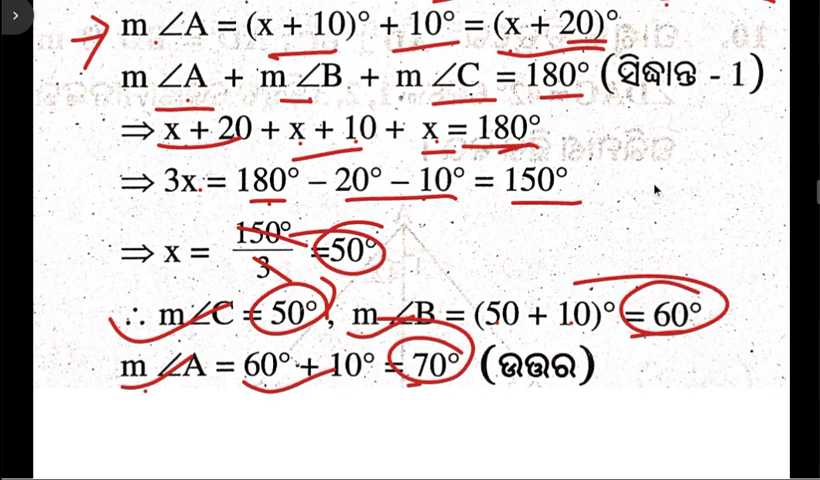 m ∠A = (x + 10)° + 10° = (x + 20)°
m ∠A + m ∠B + m ∠C = 180° (ସିଦ୍ଧାନ୍ତ - 1)
⇒ x + 20 + x + 10 + x = 180°
⇒ 3x = 180° – 20° – 10° = 150°
⇒ x = 150°/3 = 50°
∴ m∠C = 50°, m ∠B = (50 + 10)° = 60°
m ∠A = 60° + 10° = 70° (ଉତ୍ତର)